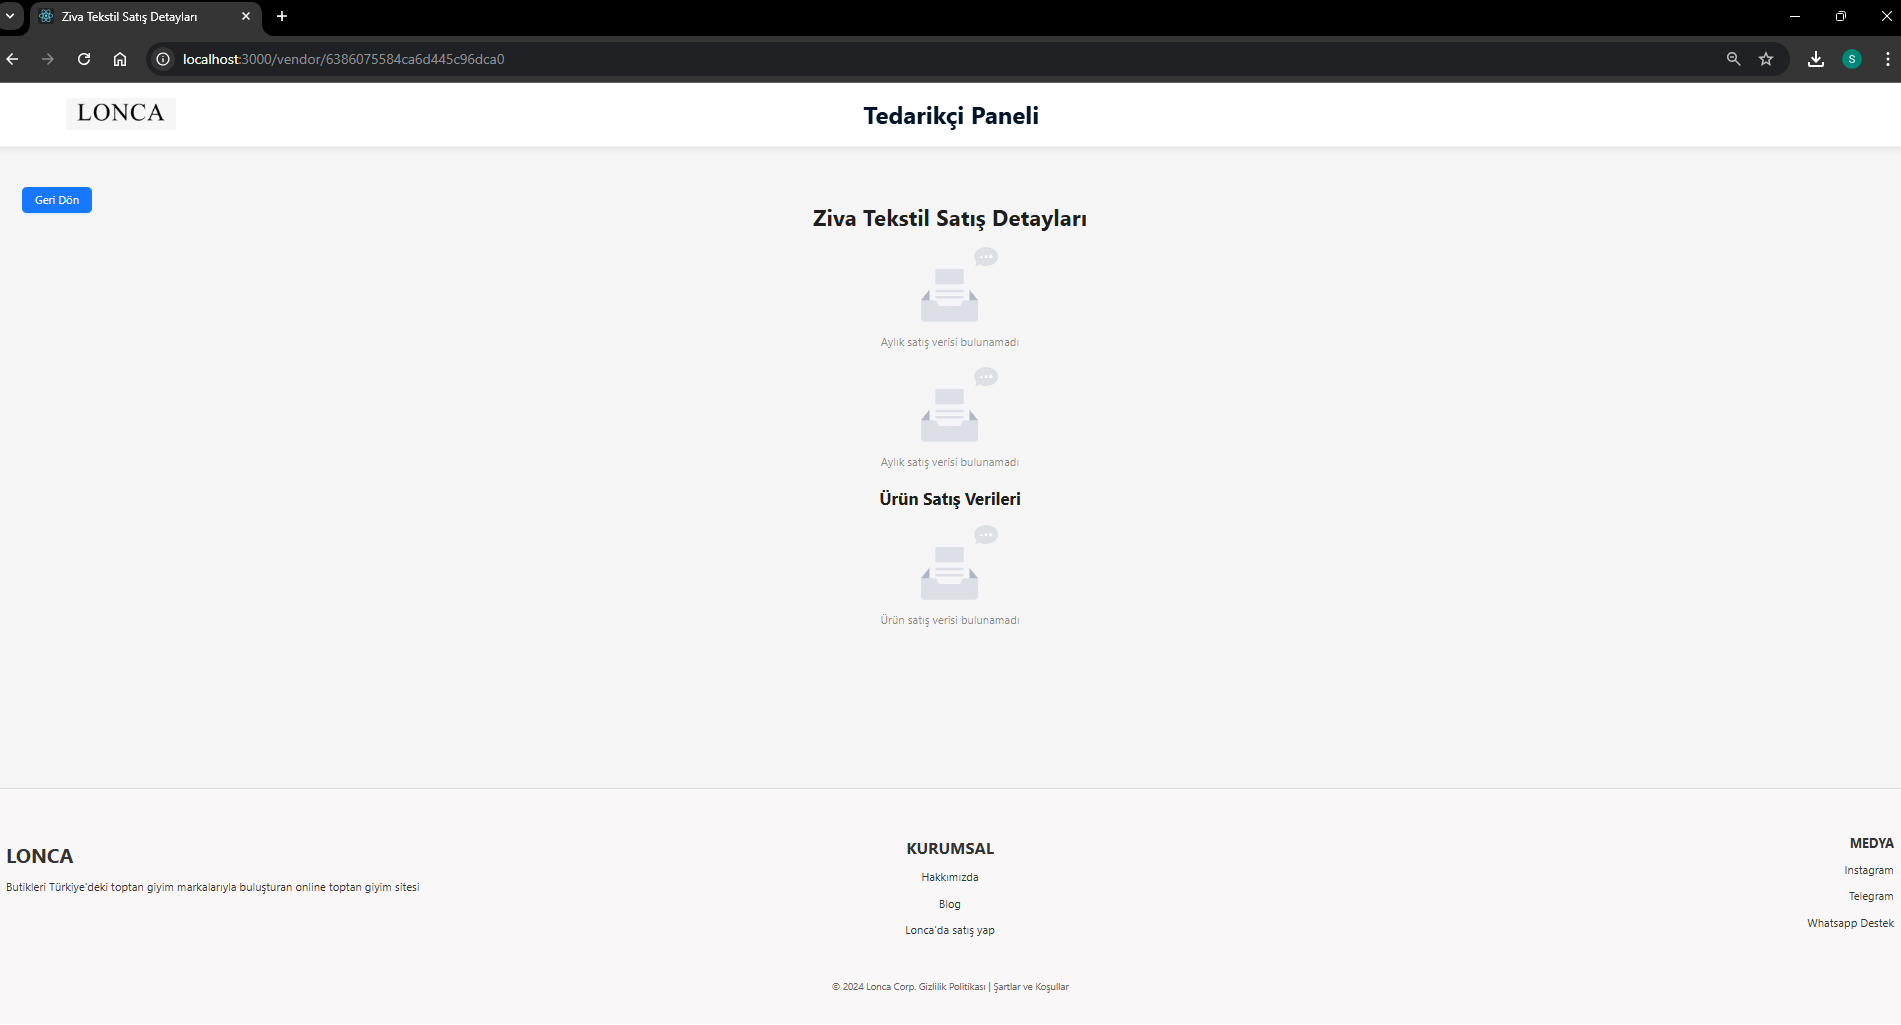 Ziva Tekstil Satış Detayları
localhost:3000/vendor/6386075584ca6d445c96dca0
S
LONCA
Tedarikçi Paneli
Geri Dön
Ziva Tekstil Satış Detayları
Aylık satış verisi bulunamadı
Aylık satış verisi bulunamadı
Ürün Satış Verileri
Ürün satış verisi bulunamadı
LONCA
Butikleri Türkiye'deki toptan giyim markalarıyla buluşturan online toptan giyim sitesi
KURUMSAL
Hakkımızda
Blog
Lonca'da satış yap
MEDYA
Instagram
Telegram
Whatsapp Destek
© 2024 Lonca Corp. Gizlilik Politikası | Şartlar ve Koşullar